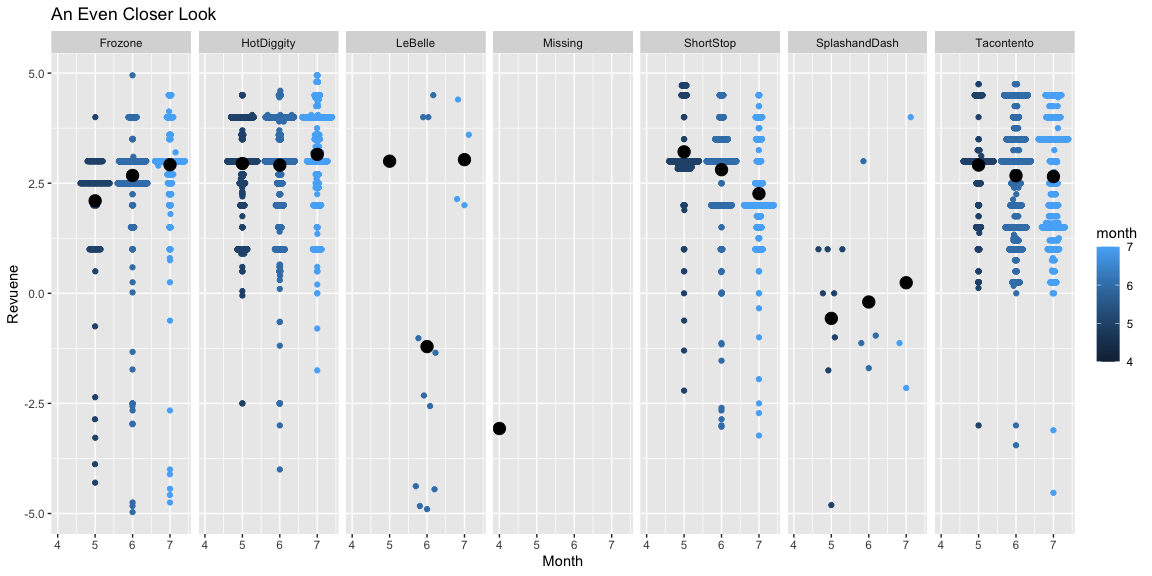 An Even Closer Look
Frozone HotDiggity LeBelle Missing ShortStop SplashandDash Tacontento
5.0
2.5
0.0
-2.5
-5.0
Revuene
4 5 6 7 4 5 6 7 4 5 6 7 4 5 6 7 4 5 6 7 4 5 6 7 4 5 6 7
Month
month
7
6
5
4